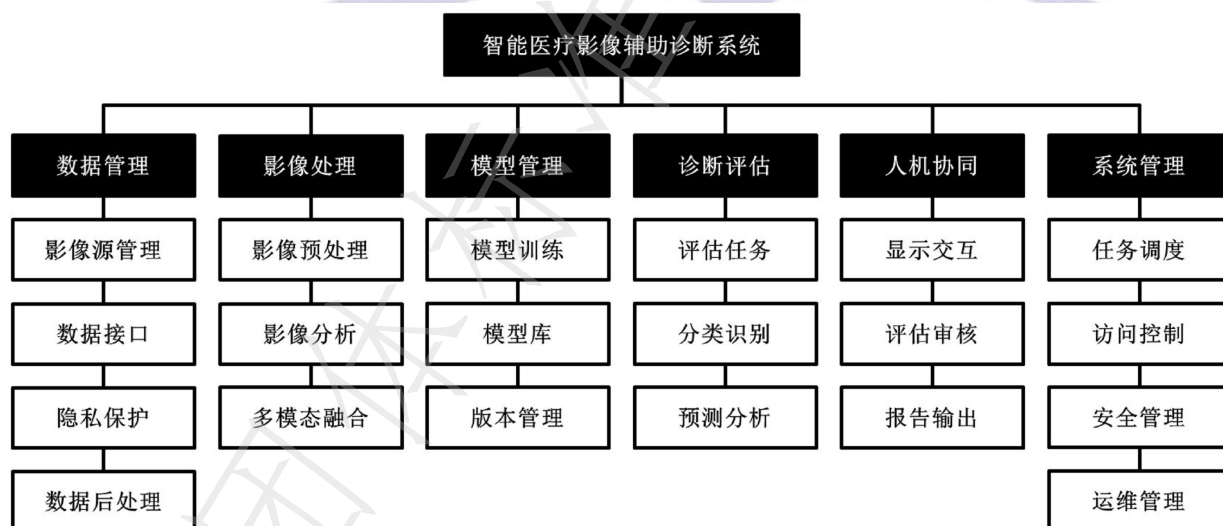 智能医疗影像辅助诊断系统
数据管理 影像处理 模型管理 诊断评估 人机协同 系统管理
影像源管理 影像预处理 模型训练 评估任务 显示交互 任务调度
数据接口 影像分析 模型库 分类识别 评估审核 访问控制
隐私保护 多模态融合 版本管理 预测分析 报告输出 安全管理
数据后处理 运维管理
团体标准